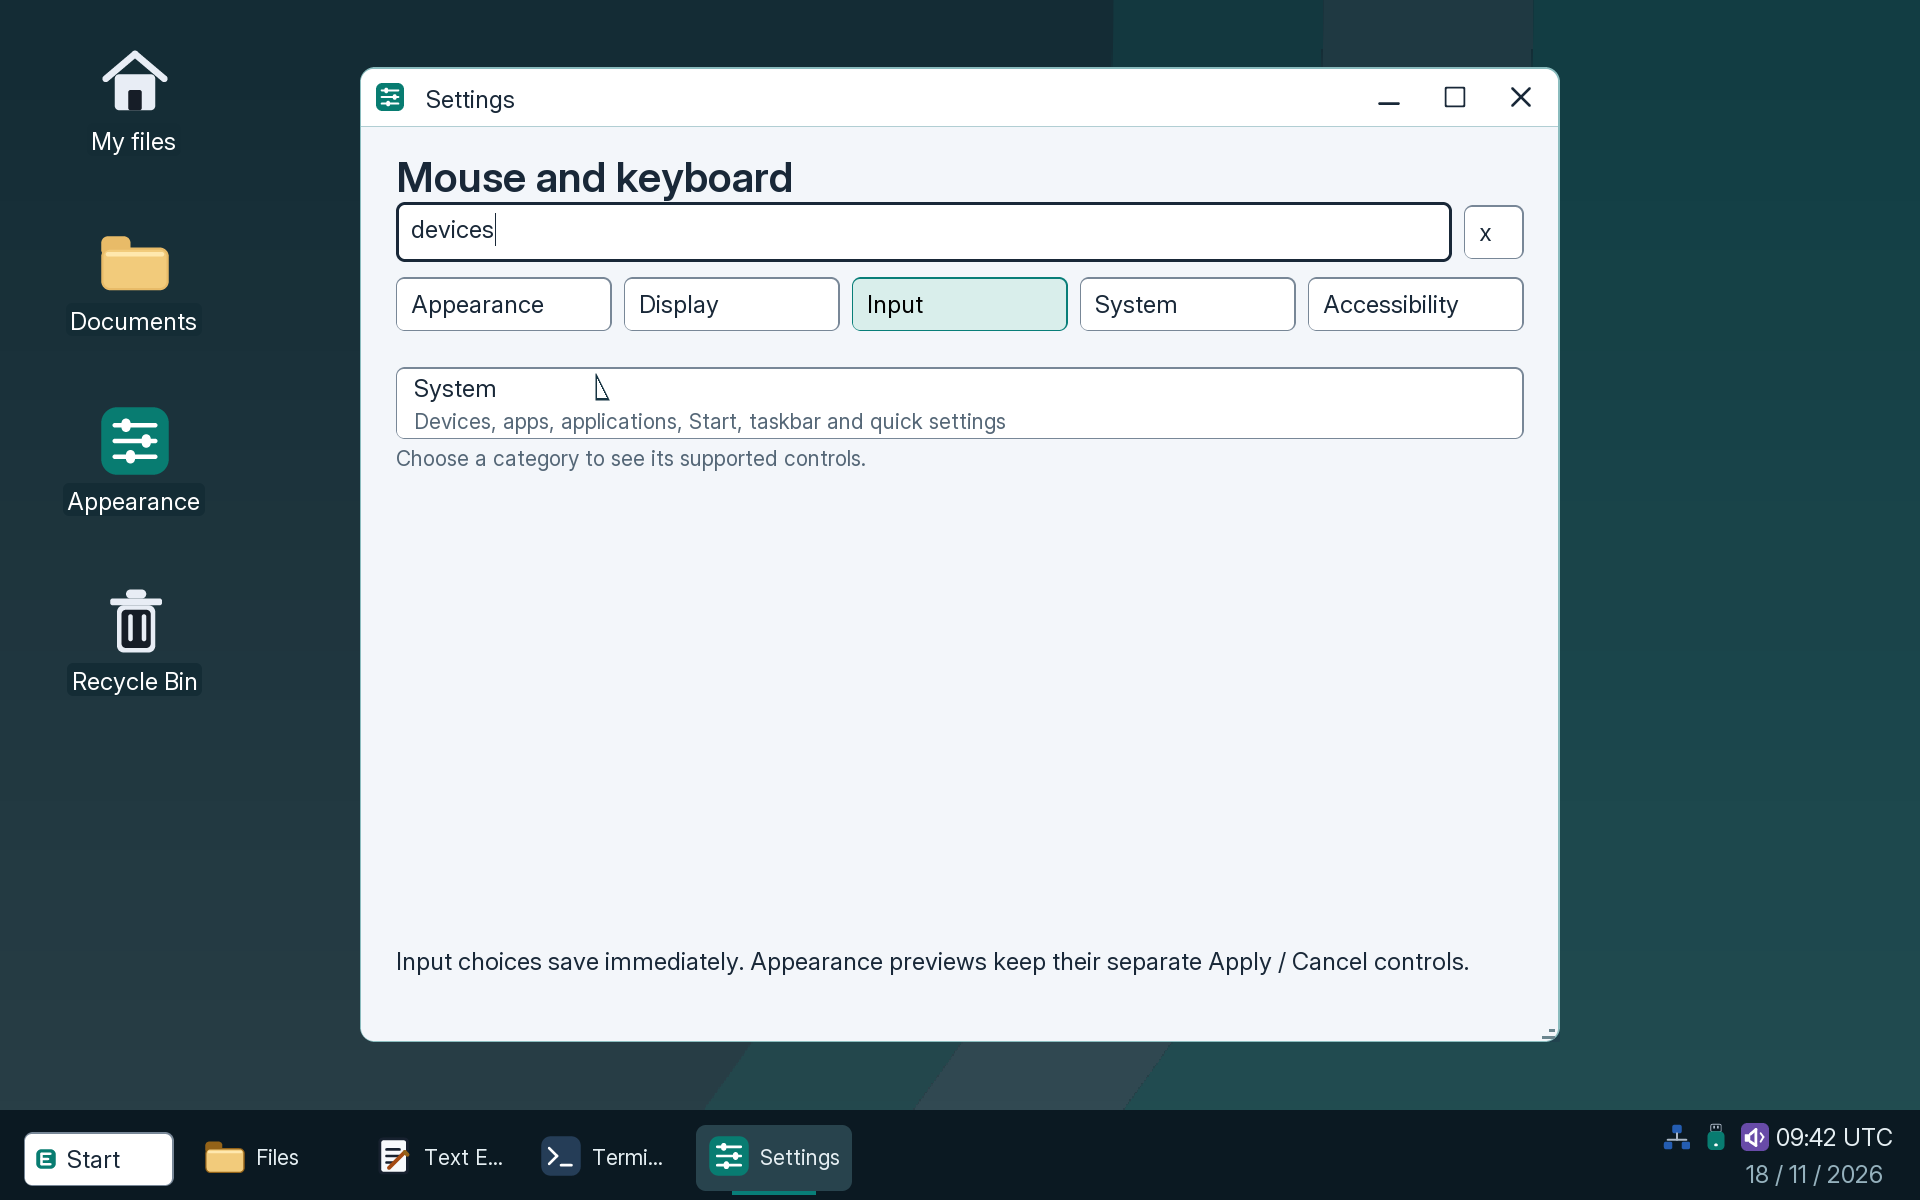 My files
Documents
Appearance
Recycle Bin
Settings
Mouse and keyboard
devices
x
Appearance
Display
Input
System
Accessibility
System
Devices, apps, applications, Start, taskbar and quick settings
Choose a category to see its supported controls.
Input choices save immediately. Appearance previews keep their separate Apply / Cancel controls.
Start
Files
Text E...
Termi...
Settings
09:42 UTC
18 / 11 / 2026